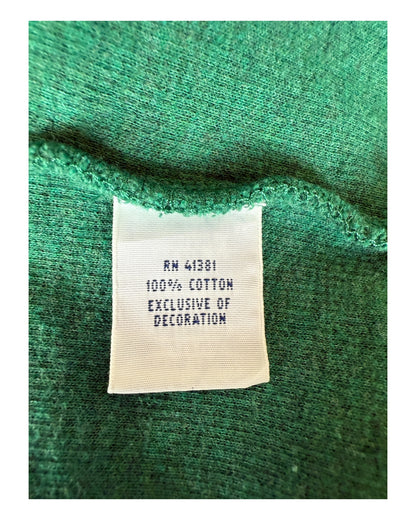 RN 41381
100% COTTON
EXCLUSIVE OF
DECORATION